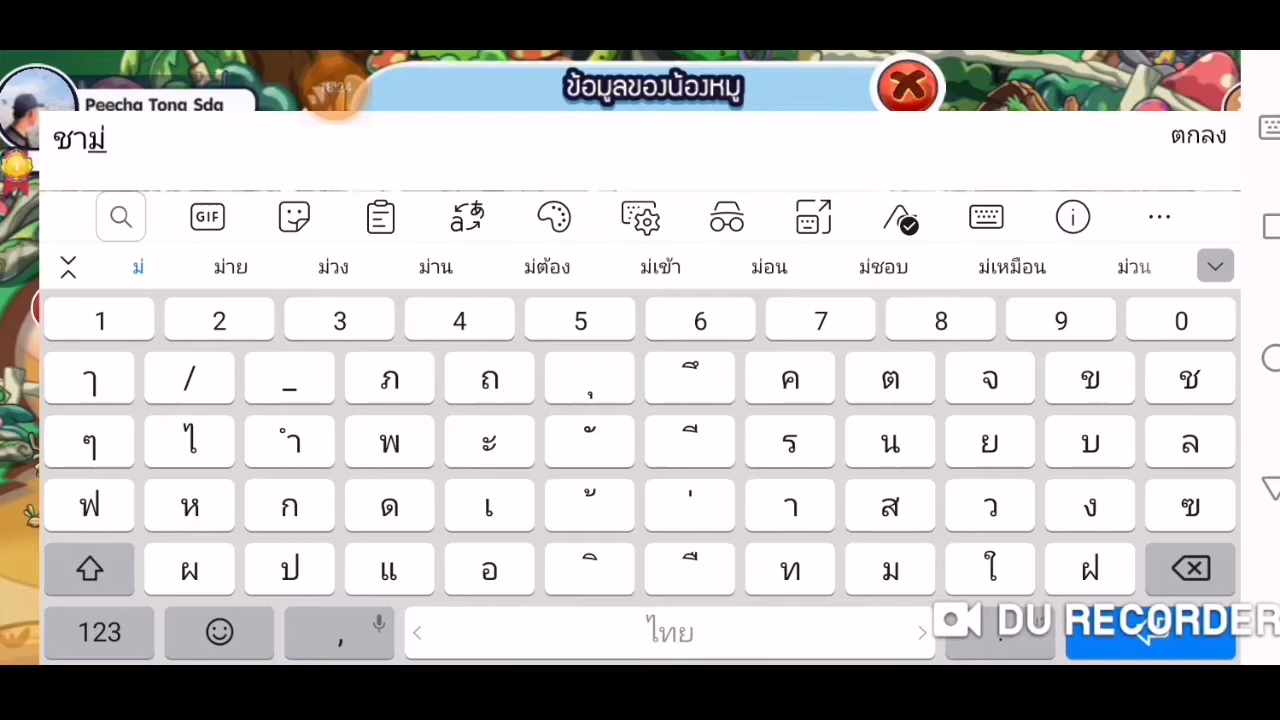 ข้อมูลของน้องหมู
18:24
Peecha Tong Sda
ชาม่
ตกลง
GIF
ม่ ม่าย ม่วง ม่าน ม่ต้อง ม่เข้า ม่อน ม่ชอบ ม่เหมือน ม่วน
1 2 3 4 5 6 7 8 9 0
ๅ / _ ภ ถ ุ ึ ค ต จ ข ช
ๆ ไ ำ พ ะ ั ี ร น ย บ ล
ฟ ห ก ด เ ้ ่ า ส ว ง ฃ
ผ ป แ อ ิ ื ท ม ใ ฝ
123 , < ไทย > .
DU RECORDER